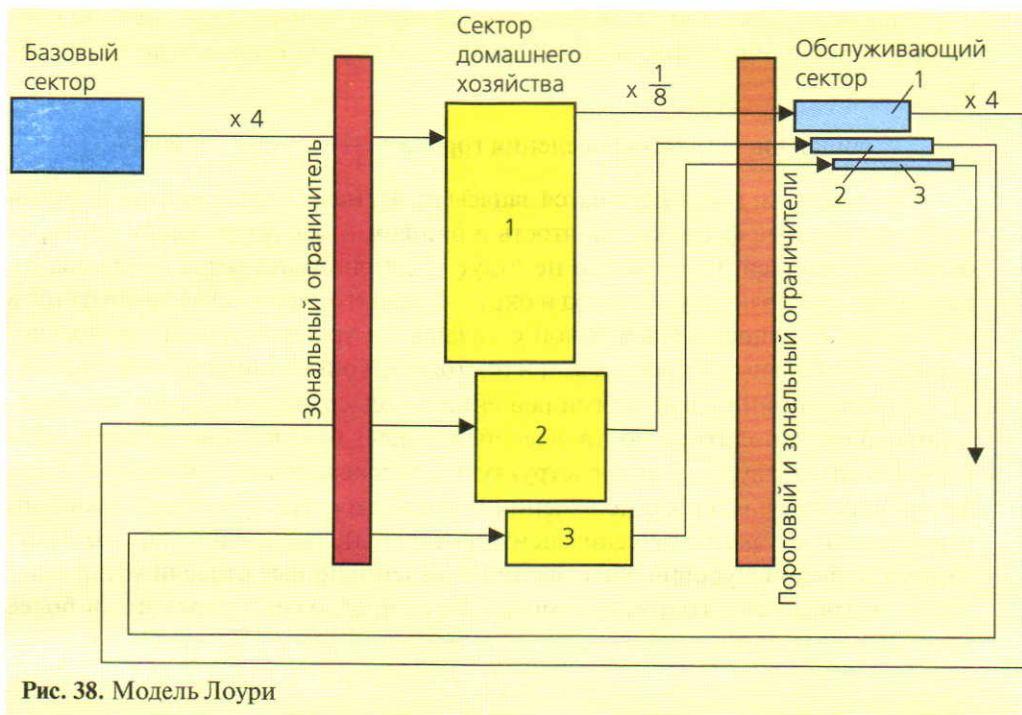 Базовый
сектор
x 4
Зональный ограничитель
Сектор
домашнего
хозяйства
1
2
3
x 1/8
Пороговый и зональный ограничители
Обслуживающий
сектор
1
x 4
2
3
Рис. 38. Модель Лоури